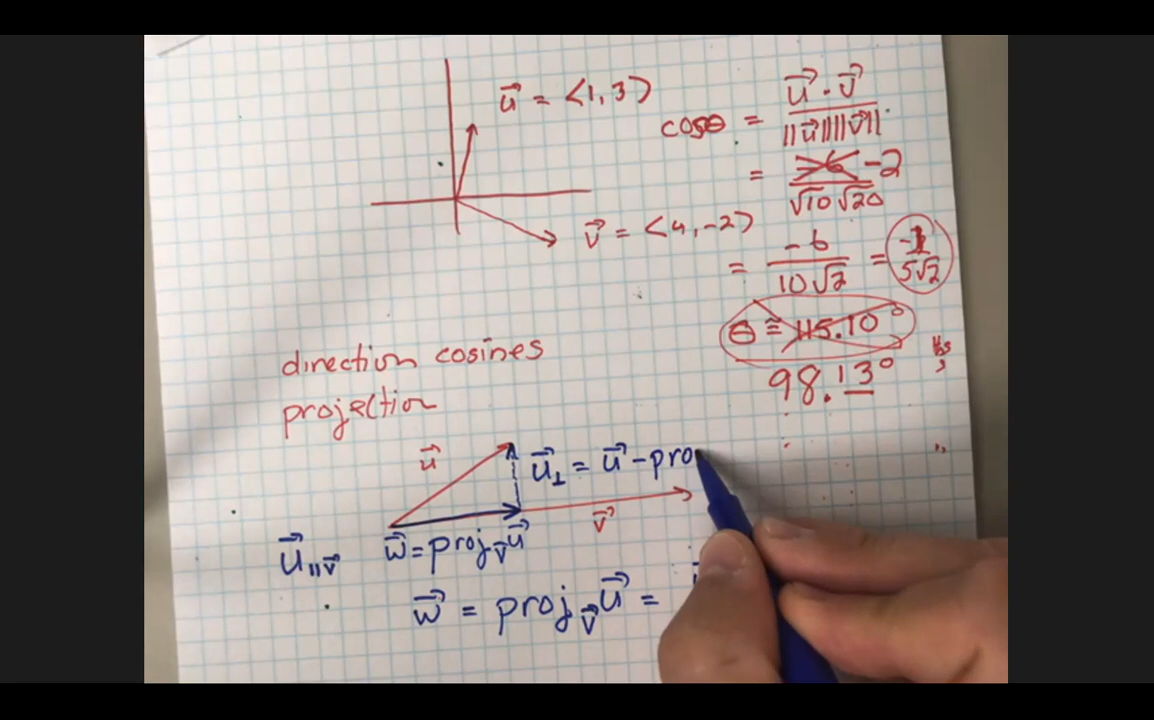 u⃗ = <1, 3>
cosθ = u⃗ · v⃗ / ||u⃗|| ||v⃗||
= -6 -2 / √10 √20
v⃗ = <4, -2>
= -6 / 10√2 = -1 / 5√2
θ ≅ 115.10°
98.13°
direction cosines
projection
u⃗
u⃗⊥ = u⃗ - pro
v⃗
u⃗∥v⃗
w⃗ = proj_v⃗ u⃗
w⃗ = proj_v⃗ u⃗ =